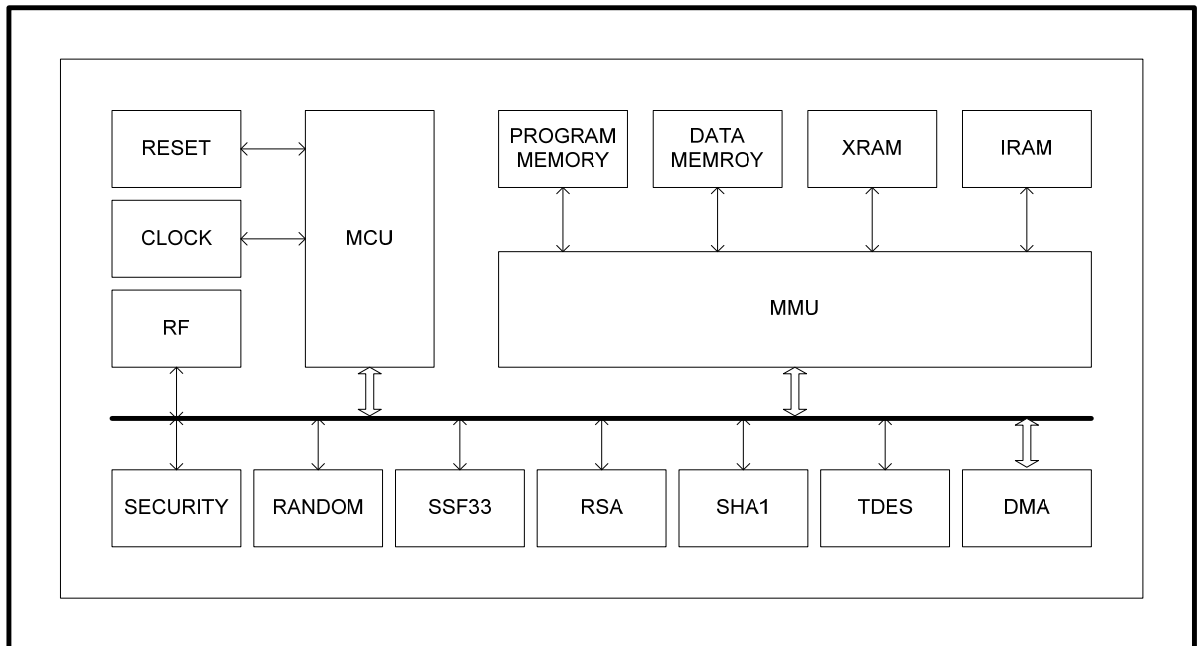 RESET
CLOCK
RF
MCU
PROGRAM
MEMORY
DATA
MEMROY
XRAM
IRAM
MMU
SECURITY
RANDOM
SSF33
RSA
SHA1
TDES
DMA